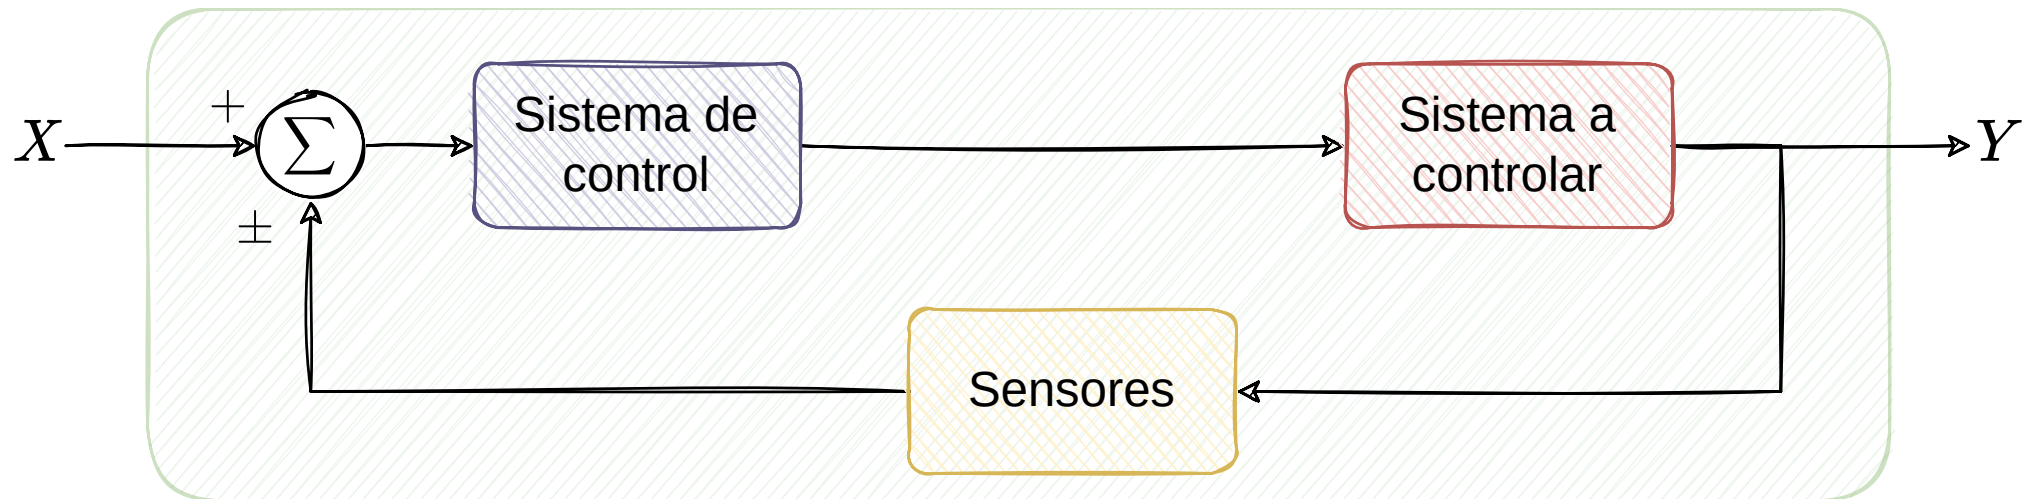 X
+
∑
±
Sistema de
control
Sistema a
controlar
Y
Sensores